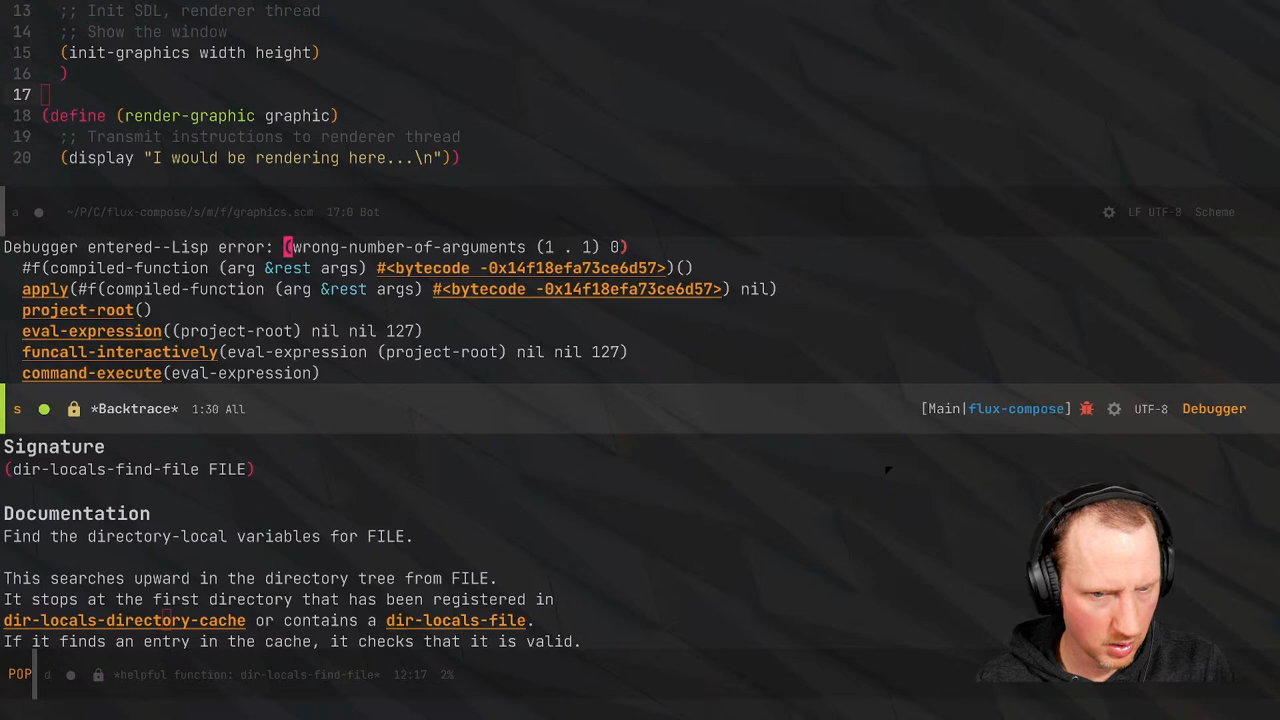 13 ;; Init SDL, renderer thread
14 ;; Show the window
15 (init-graphics width height)
16 )
17
18 (define (render-graphic graphic)
19 ;; Transmit instructions to renderer thread
20 (display "I would be rendering here...\n"))
a ~/P/C/flux-compose/s/m/f/graphics.scm 17:0 Bot LF UTF-8 Scheme
Debugger entered--Lisp error: (wrong-number-of-arguments (1 . 1) 0)
#f(compiled-function (arg &rest args) #<bytecode -0x14f18efa73ce6d57>)()
apply(#f(compiled-function (arg &rest args) #<bytecode -0x14f18efa73ce6d57>) nil)
project-root()
eval-expression((project-root) nil nil 127)
funcall-interactively(eval-expression (project-root) nil nil 127)
command-execute(eval-expression)
s *Backtrace* 1:30 All [Main|flux-compose] UTF-8 Debugger
Signature
(dir-locals-find-file FILE)
Documentation
Find the directory-local variables for FILE.
This searches upward in the directory tree from FILE.
It stops at the first directory that has been registered in
dir-locals-directory-cache or contains a dir-locals-file.
If it finds an entry in the cache, it checks that it is valid.
POP d *helpful function: dir-locals-find-file* 12:17 2%